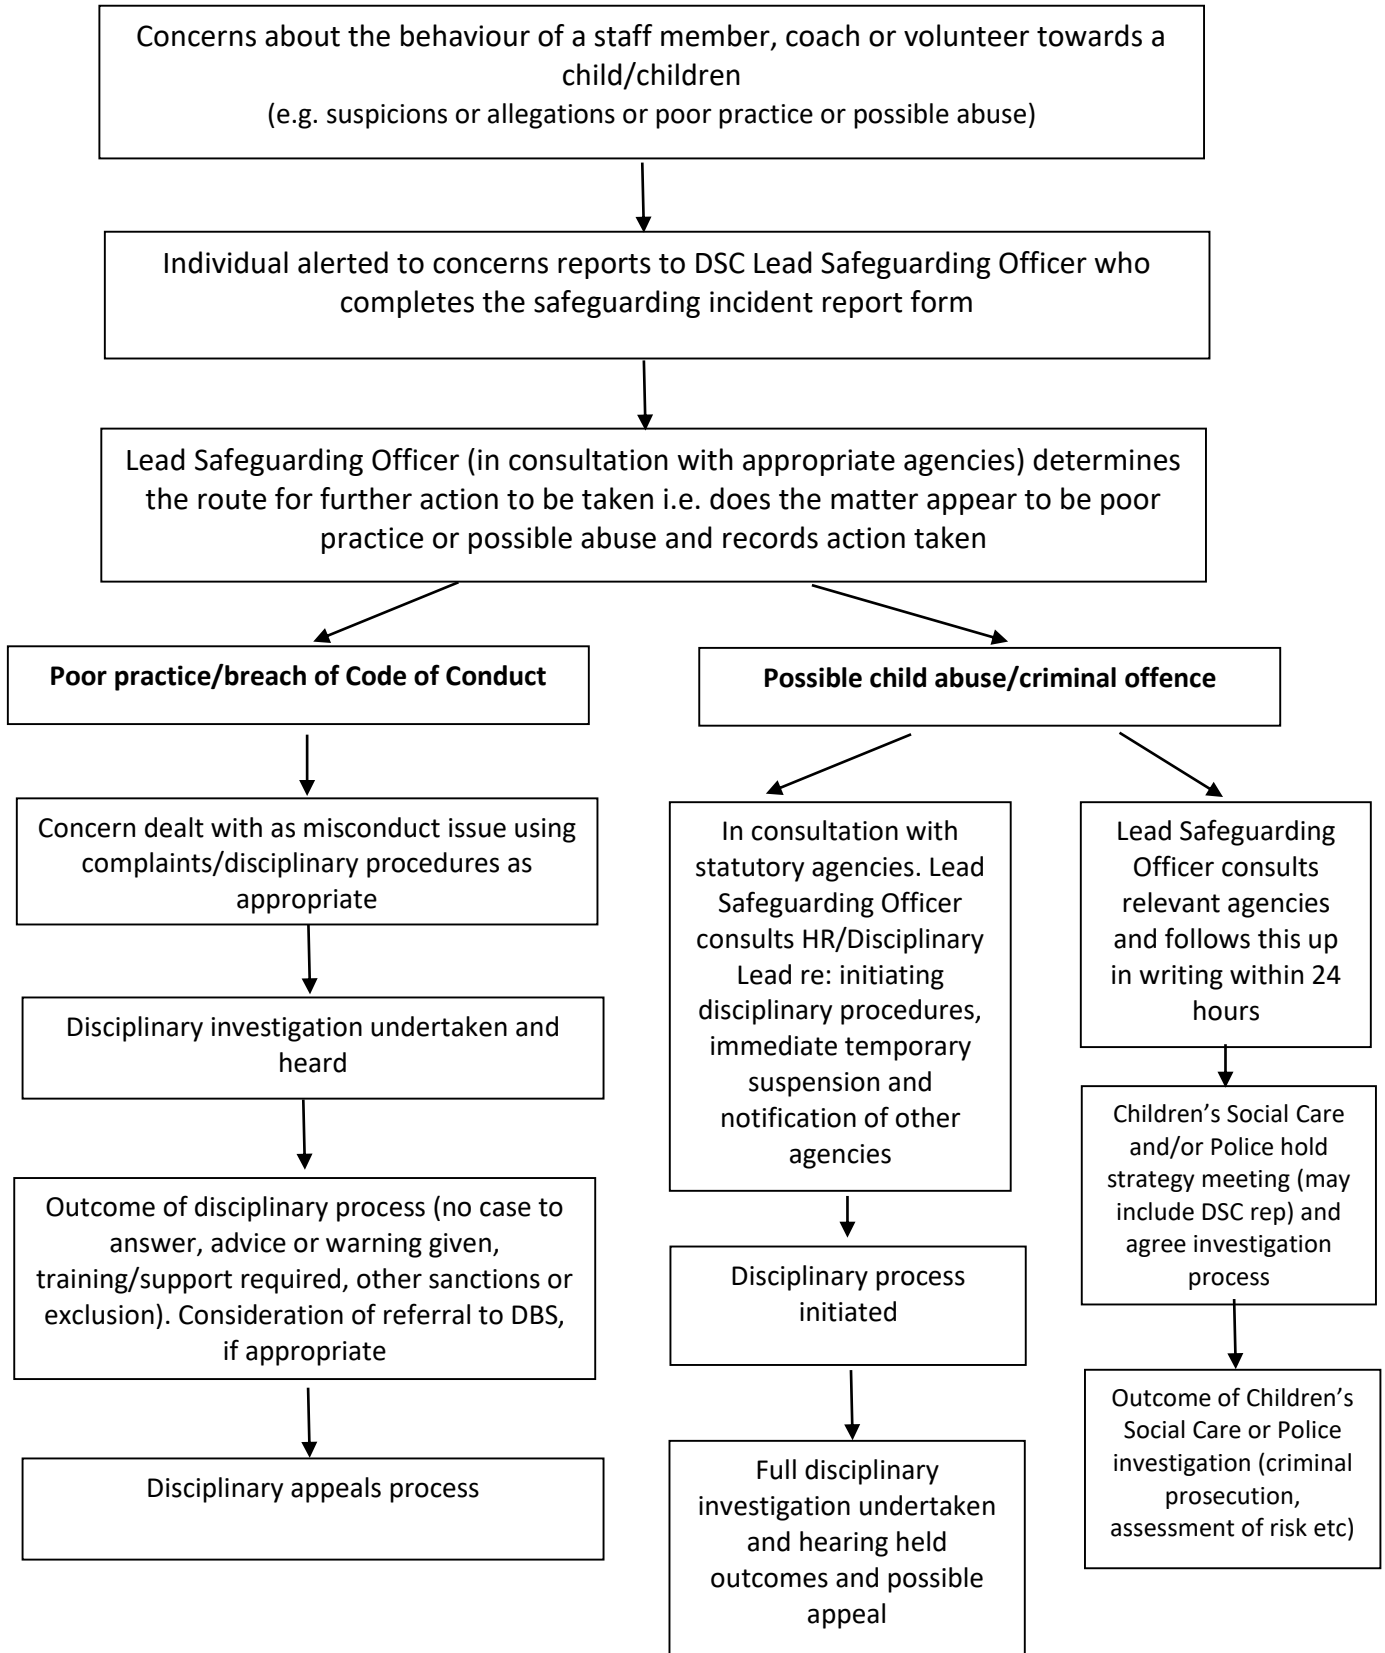 Concerns about the behaviour of a staff member, coach or volunteer towards a
child/children
(e.g. suspicions or allegations or poor practice or possible abuse)
Individual alerted to concerns reports to DSC Lead Safeguarding Officer who
completes the safeguarding incident report form
Lead Safeguarding Officer (in consultation with appropriate agencies) determines
the route for further action to be taken i.e. does the matter appear to be poor
practice or possible abuse and records action taken
Poor practice/breach of Code of Conduct
Concern dealt with as misconduct issue using
complaints/disciplinary procedures as
appropriate
Disciplinary investigation undertaken and
heard
Outcome of disciplinary process (no case to
answer, advice or warning given,
training/support required, other sanctions or
exclusion). Consideration of referral to DBS,
if appropriate
Disciplinary appeals process
Possible child abuse/criminal offence
In consultation with
statutory agencies. Lead
Safeguarding Officer
consults HR/Disciplinary
Lead re: initiating
disciplinary procedures,
immediate temporary
suspension and
notification of other
agencies
Disciplinary process
initiated
Full disciplinary
investigation undertaken
and hearing held
outcomes and possible
appeal
Lead Safeguarding
Officer consults
relevant agencies
and follows this up
in writing within 24
hours
Children’s Social Care
and/or Police hold
strategy meeting (may
include DSC rep) and
agree investigation
process
Outcome of Children’s
Social Care or Police
investigation (criminal
prosecution,
assessment of risk etc)